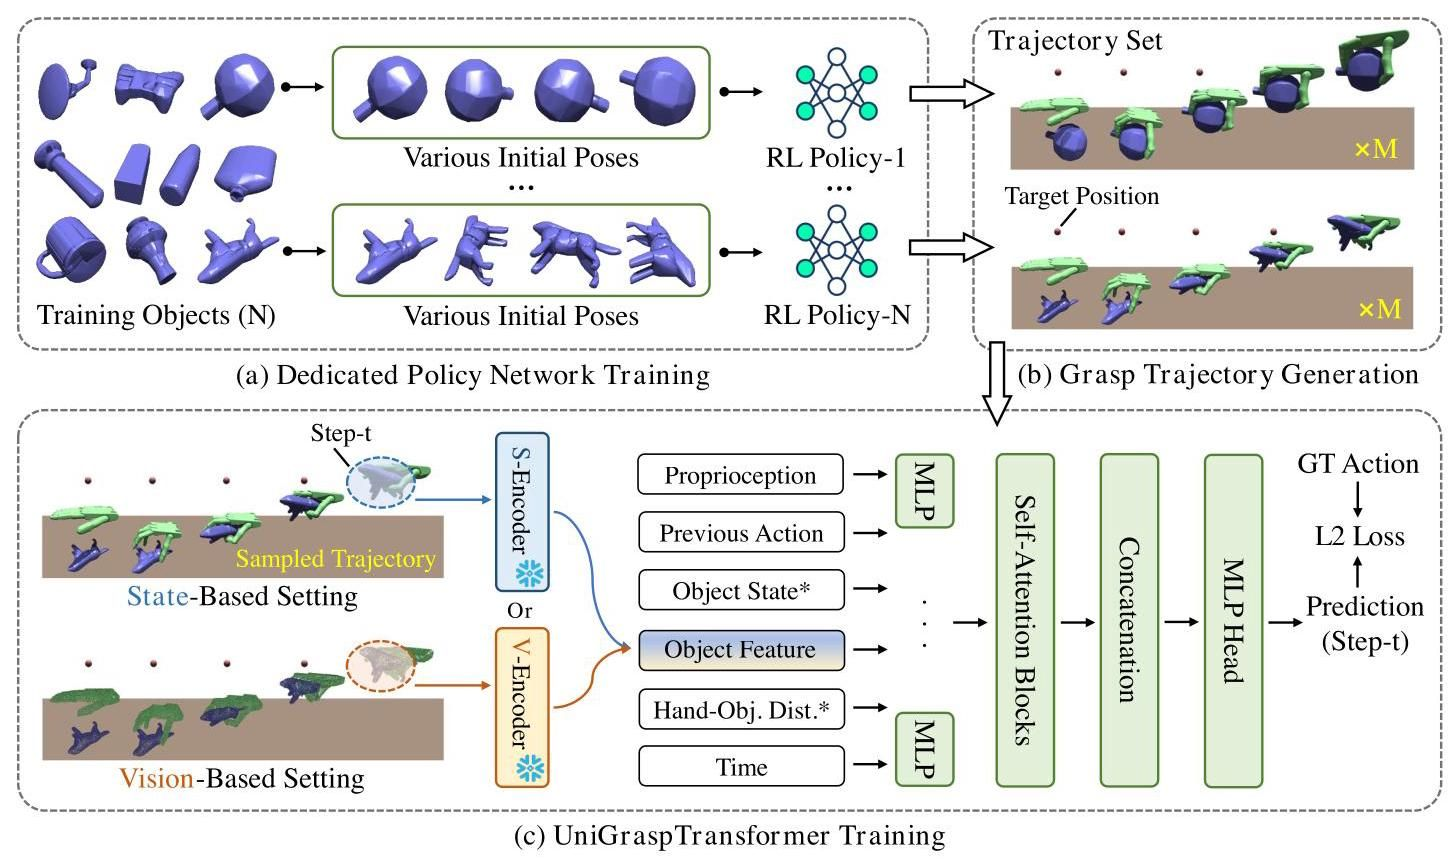 Various Initial Poses
...
Various Initial Poses
Training Objects (N)
RL Policy-1
...
RL Policy-N
(a) Dedicated Policy Network Training
Trajectory Set
×M
Target Position
×M
(b) Grasp Trajectory Generation
Step-t
Sampled Trajectory
State-Based Setting
Vision-Based Setting
S-Encoder
Or
V-Encoder
Proprioception
Previous Action
Object State*
Object Feature
Hand-Obj. Dist.*
Time
MLP
...
MLP
Self-Attention Blocks
Concatenation
MLP Head
GT Action
L2 Loss
Prediction
(Step-t)
(c) UniGraspTransformer Training